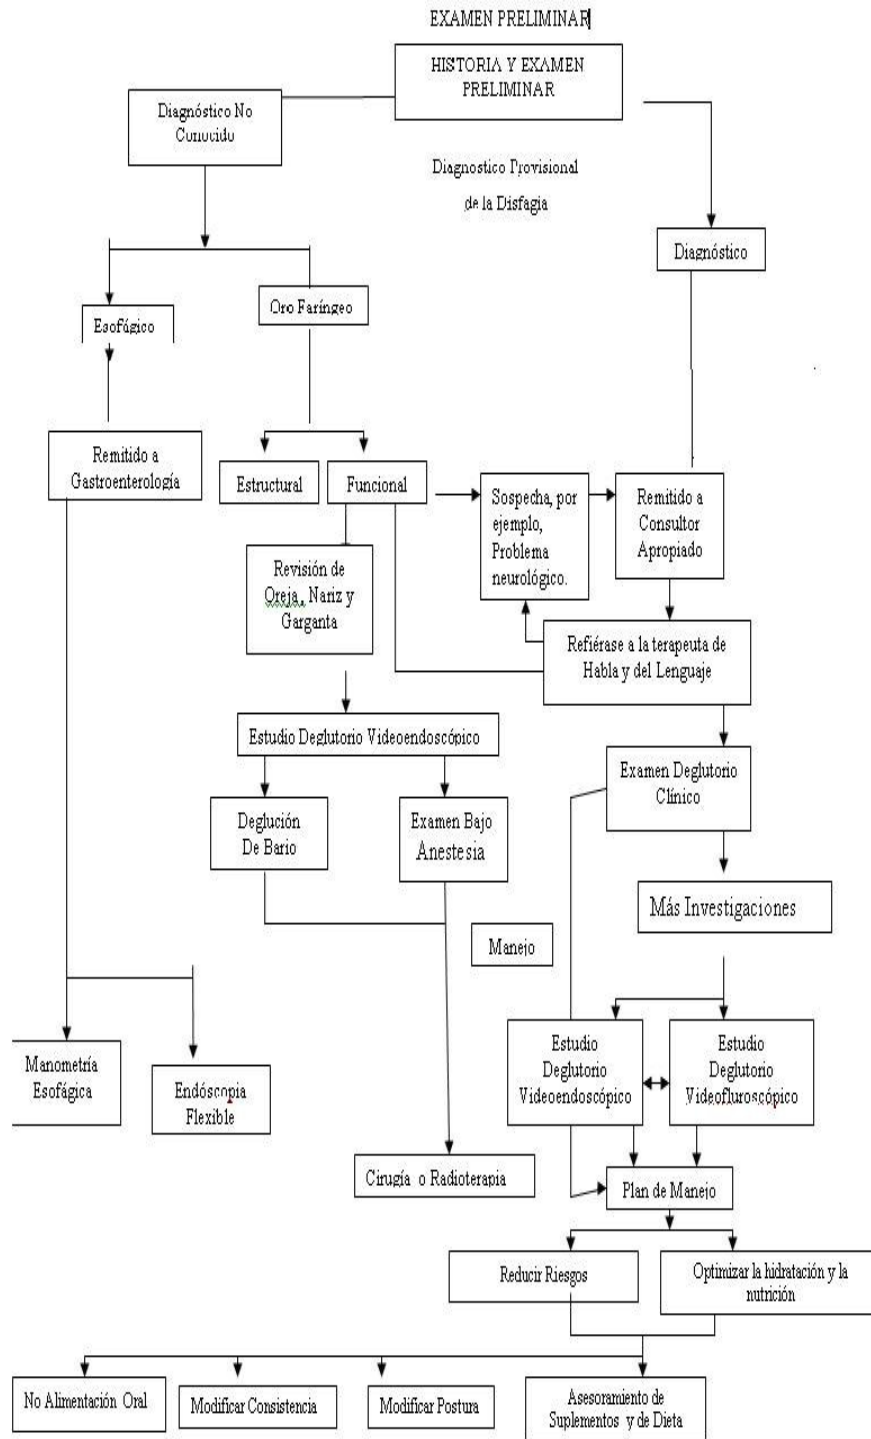 EXAMEN PRELIMINAR
HISTORIA Y EXAMEN
PRELIMINAR
Diagnóstico No
Conocido
Diagnostico Provisional
de la Disfagia
Diagnóstico
Oro Faríngeo
Esofágico
Remitido a
Gastroenterología
Estructural
Funcional
Sospecha, por
ejemplo,
Problema
neurológico.
Remitido a
Consultor
Apropiado
Revisión de
Oreja, Nariz y
Garganta
Refiérase a la terapeuta de
Habla y del Lenguaje
Estudio Deglutorio Videoendoscópico
Examen Deglutorio
Clínico
Deglución
De Bario
Examen Bajo
Anestesia
Más Investigaciones
Manejo
Manometría
Esofágica
Endóscopia
Flexible
Estudio
Deglutorio
Videoendoscópico
Estudio
Deglutorio
Videofluroscópico
Cirugía o Radioterapia
Plan de Manejo
Reducir Riesgos
Optimizar la hidratación y la
nutrición
No Alimentación Oral
Modificar Consistencia
Modificar Postura
Asesoramiento de
Suplementos y de Dieta